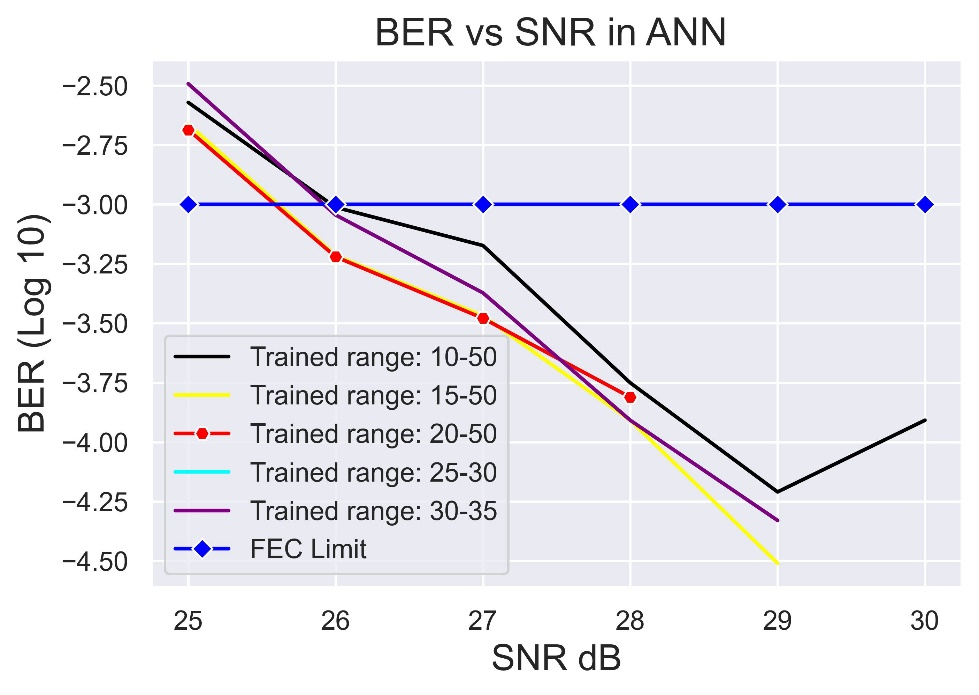 BER vs SNR in ANN
BER (Log 10)
−2.50
−2.75
−3.00
−3.25
−3.50
−3.75
−4.00
−4.25
−4.50
Trained range: 10-50
Trained range: 15-50
Trained range: 20-50
Trained range: 25-30
Trained range: 30-35
FEC Limit
25 26 27 28 29 30
SNR dB